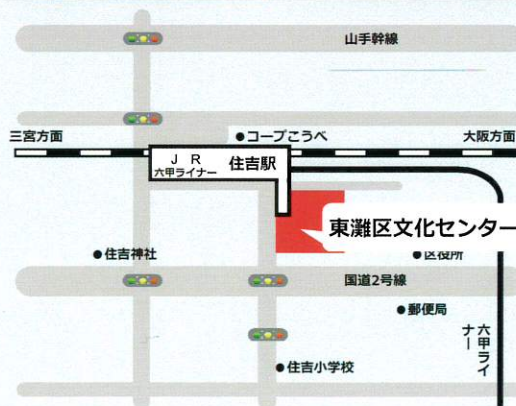 山手幹線
三宮方面
●コープこうべ
大阪方面
ＪＲ
六甲ライナー
住吉駅
東灘区文化センター
●住吉神社
●区役所
国道2号線
●郵便局
六甲ライナー
●住吉小学校